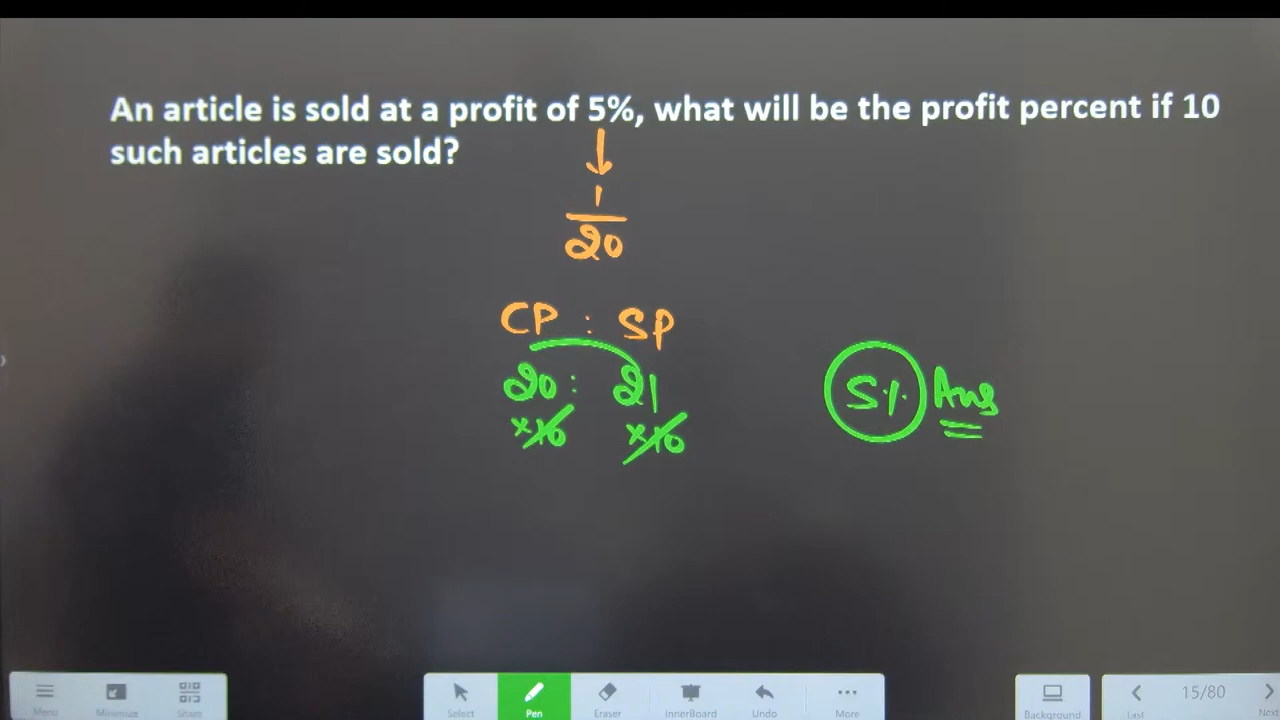 An article is sold at a profit of 5%, what will be the profit percent if 10
such articles are sold?
1
20
CP : SP
20 : 21
×10 ×10
5% Ans
Menu Minimize Share Select Pen Eraser InnerBoard Undo More Background Last 15/80 Next